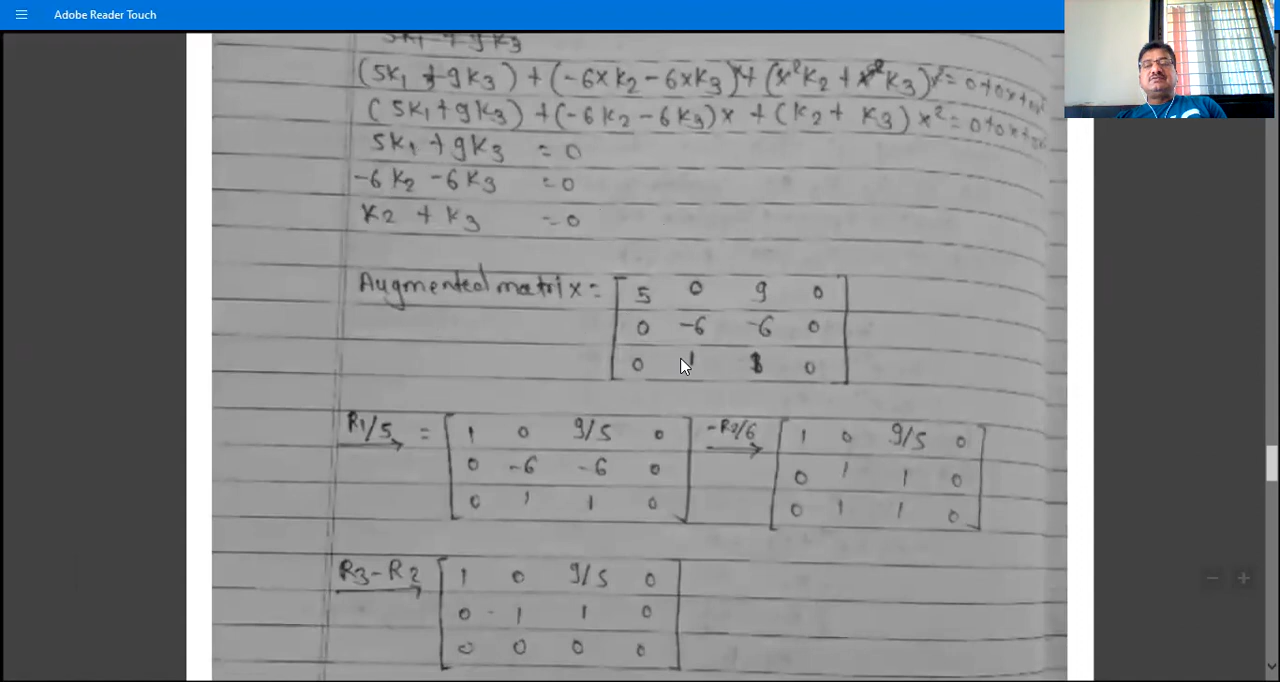 Adobe Reader Touch
5K₁ + 9K₃
(5K₁ + 9K₃) + (-6xK₂ - 6xK₃) + (x²K₂ + x²K₃) = 0+0x+0x²
(5K₁+9K₃) + (-6K₂-6K₃)x + (K₂+ K₃) x² = 0+0x+0x²
5K₁ + 9K₃ = 0
-6K₂ -6K₃ = 0
K₂ + K₃ = 0
Augmented matrix = [ 5 0 9 0
0 -6 -6 0
0 1 1 0 ]
R1/5 → = [ 1 0 9/5 0
0 -6 -6 0
0 1 1 0 ]
-R2/6 → [ 1 0 9/5 0
0 1 1 0
0 1 1 0 ]
R3-R2 → [ 1 0 9/5 0
0 1 1 0
0 0 0 0 ]